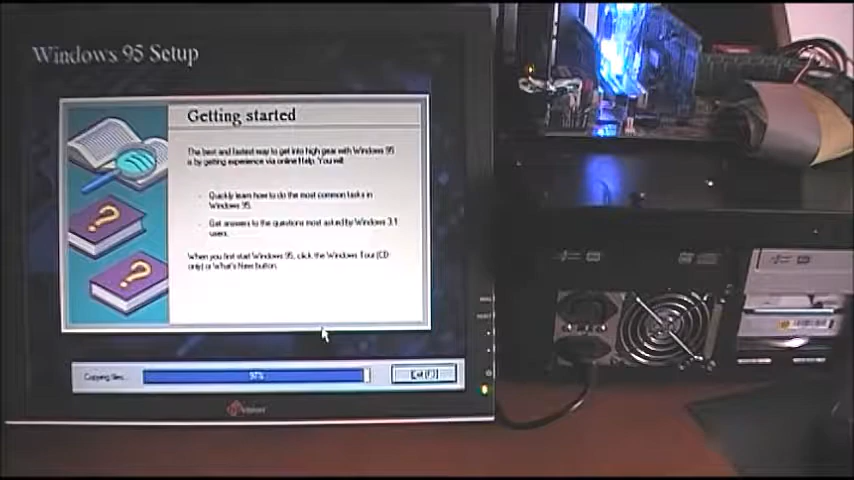 Windows 95 Setup
Getting started
The best and fastest way to get into high gear with Windows 95
is by getting experience via online Help. You will:
- Quickly learn how to do the most common tasks in
Windows 95.
- Get answers to the questions most asked by Windows 3.1
users.
When you first start Windows 95, click the Windows Tour (CD
only) or What's New button.
Copying files...
97%